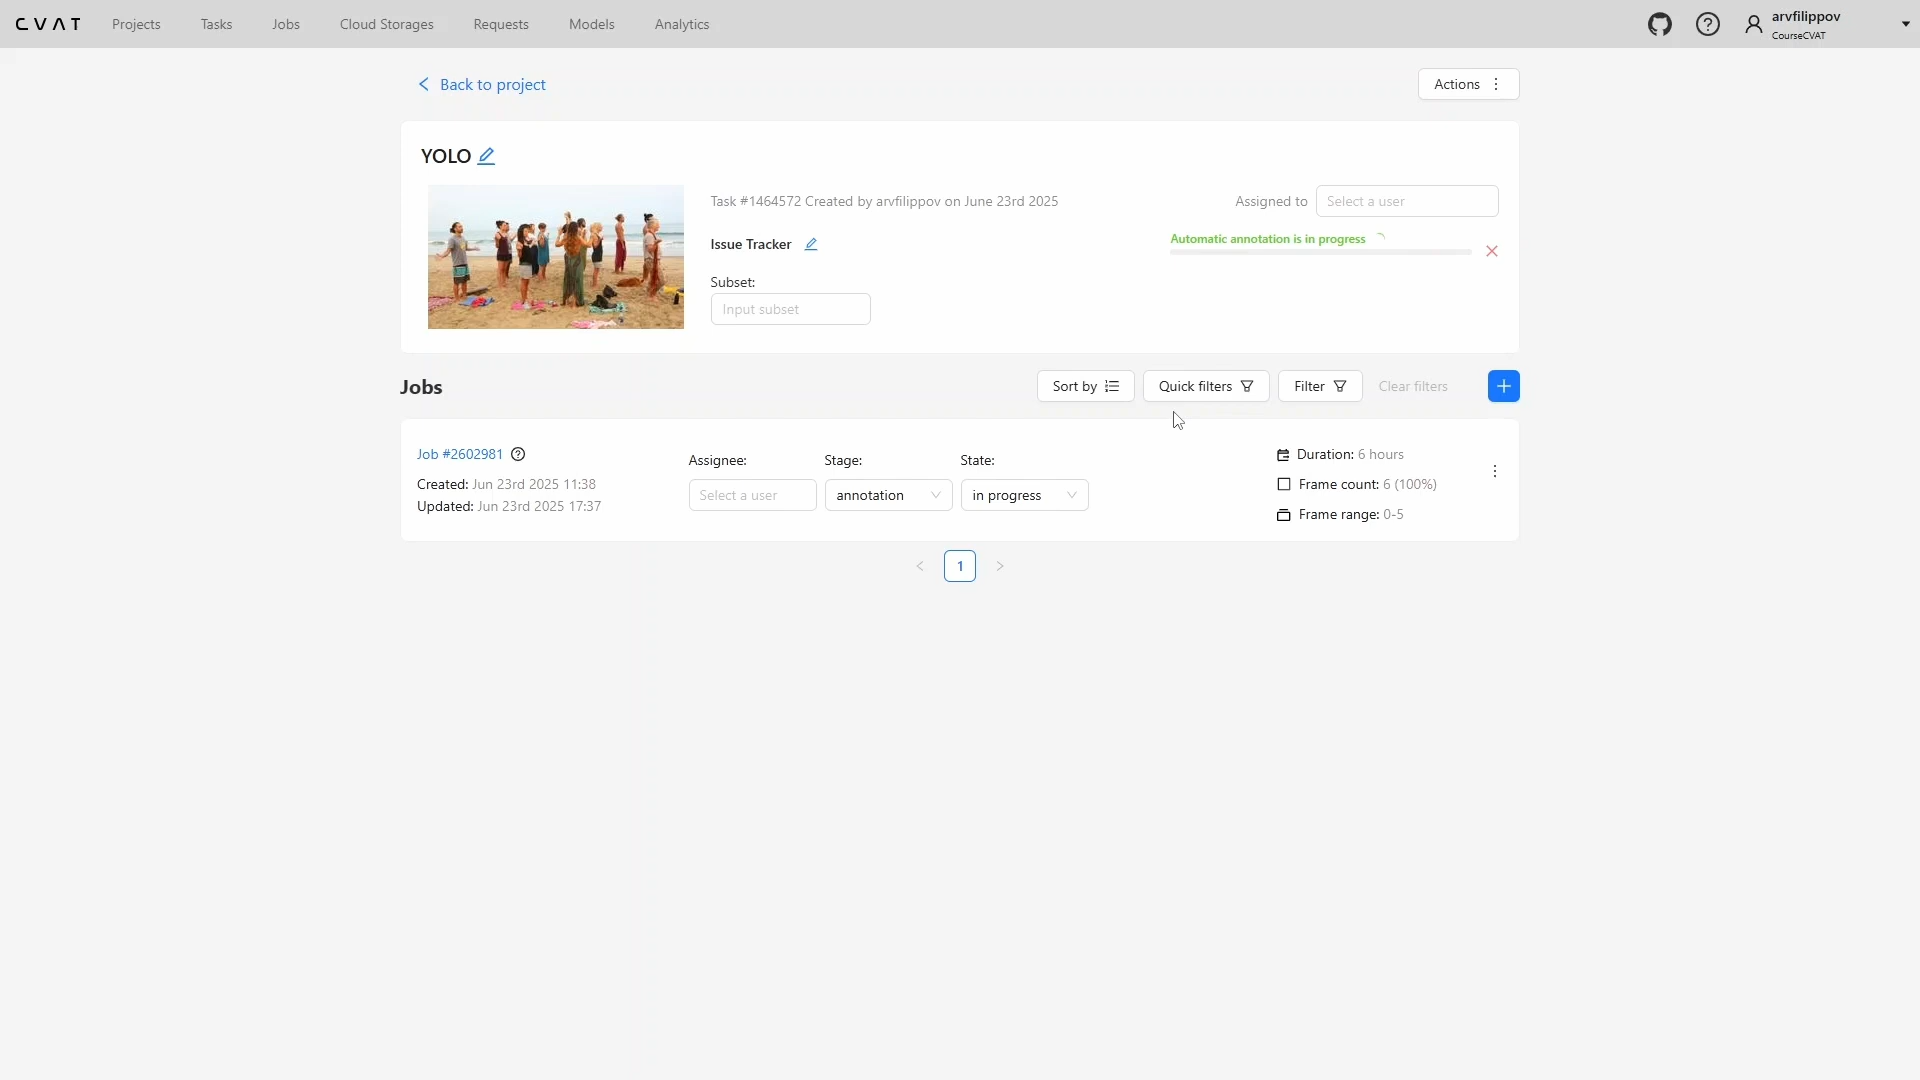 CVAT
Projects
Tasks
Jobs
Cloud Storages
Requests
Models
Analytics
arvfilippov
CourseCVAT
Back to project
Actions
YOLO
Task #1464572 Created by arvfilippov on June 23rd 2025
Assigned to
Select a user
Issue Tracker
Automatic annotation is in progress
Subset:
Input subset
Jobs
Sort by
Quick filters
Filter
Clear filters
Job #2602981
Created: Jun 23rd 2025 11:38
Updated: Jun 23rd 2025 17:37
Assignee:
Select a user
Stage:
annotation
State:
in progress
Duration: 6 hours
Frame count: 6 (100%)
Frame range: 0-5
1